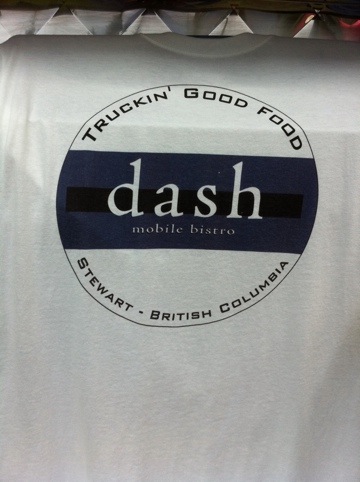 Truckin' Good Food
dash
mobile bistro
Stewart - British Columbia